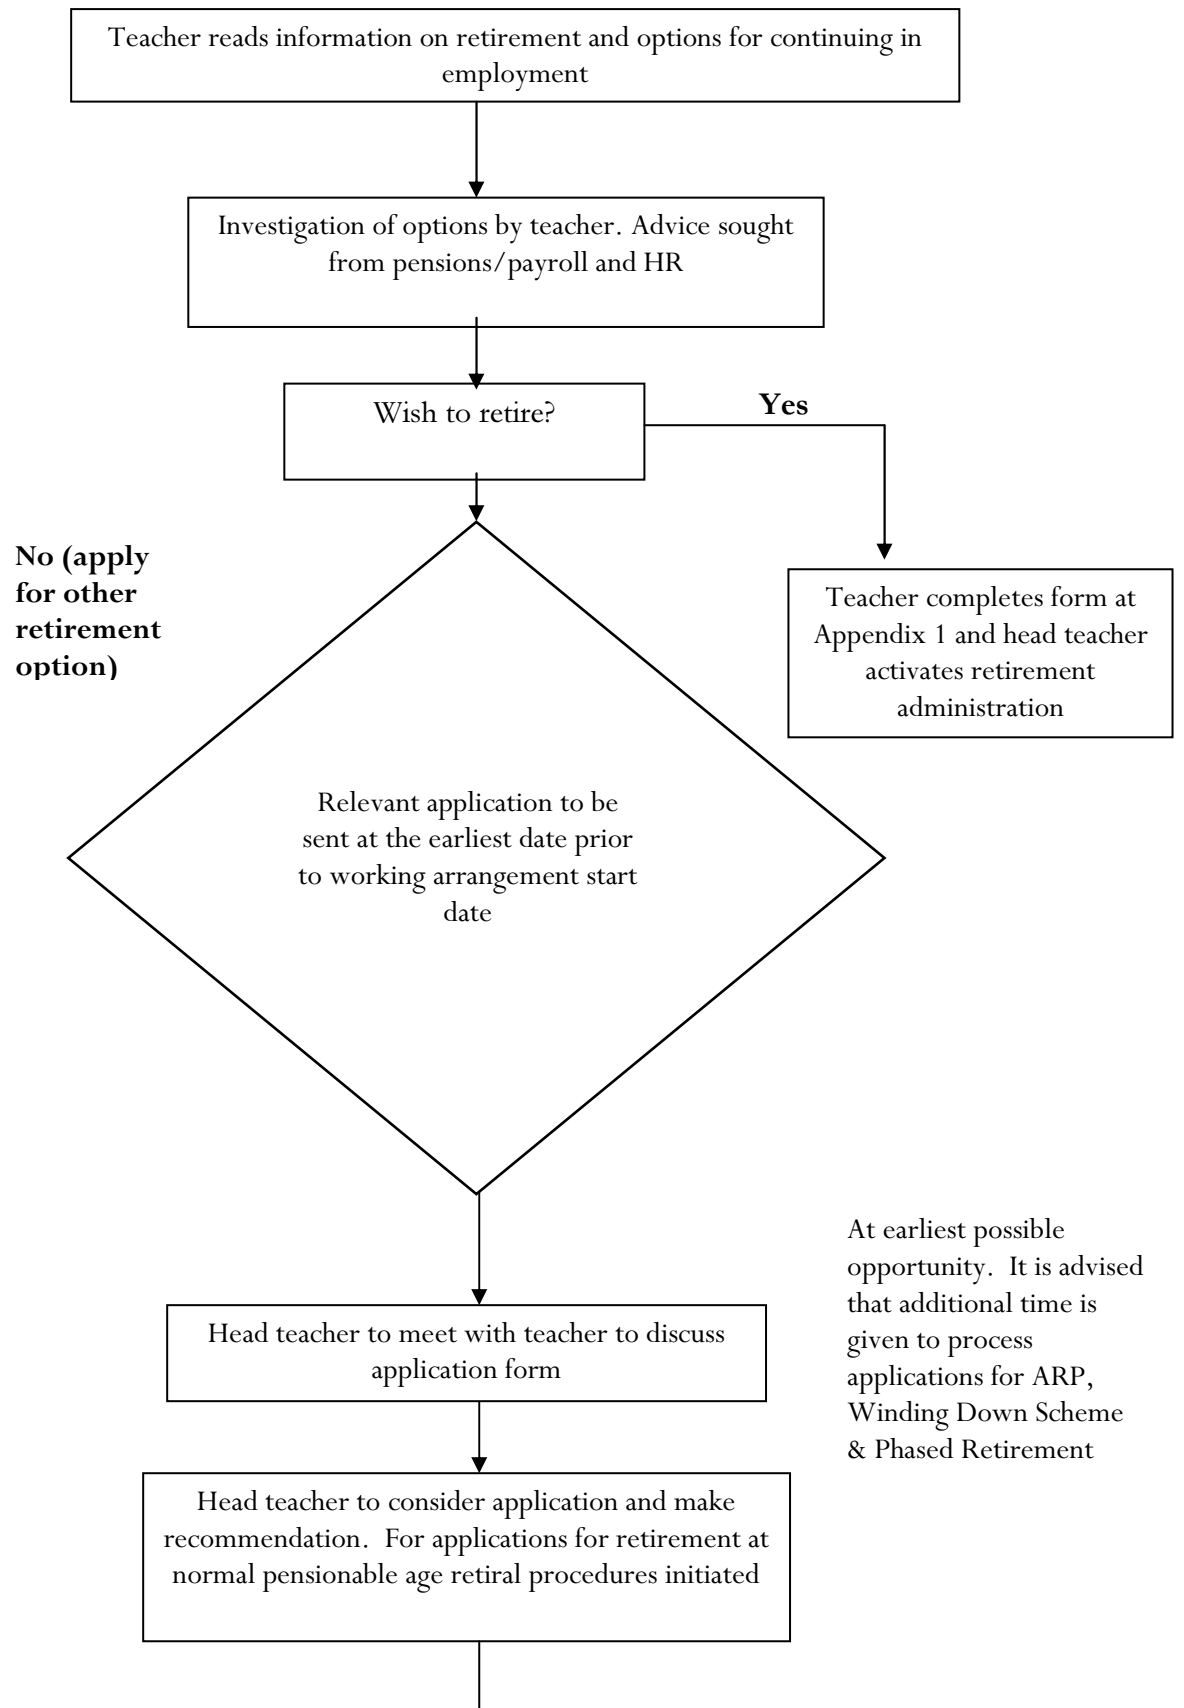 Teacher reads information on retirement and options for continuing in
employment
Investigation of options by teacher. Advice sought
from pensions/payroll and HR
Wish to retire?
Yes
No (apply
for other
retirement
option)
Teacher completes form at
Appendix 1 and head teacher
activates retirement
administration
Relevant application to be
sent at the earliest date prior
to working arrangement start
date
At earliest possible
opportunity.  It is advised
that additional time is
given to process
applications for ARP,
Winding Down Scheme
& Phased Retirement
Head teacher to meet with teacher to discuss
application form
Head teacher to consider application and make
recommendation.  For applications for retirement at
normal pensionable age retiral procedures initiated